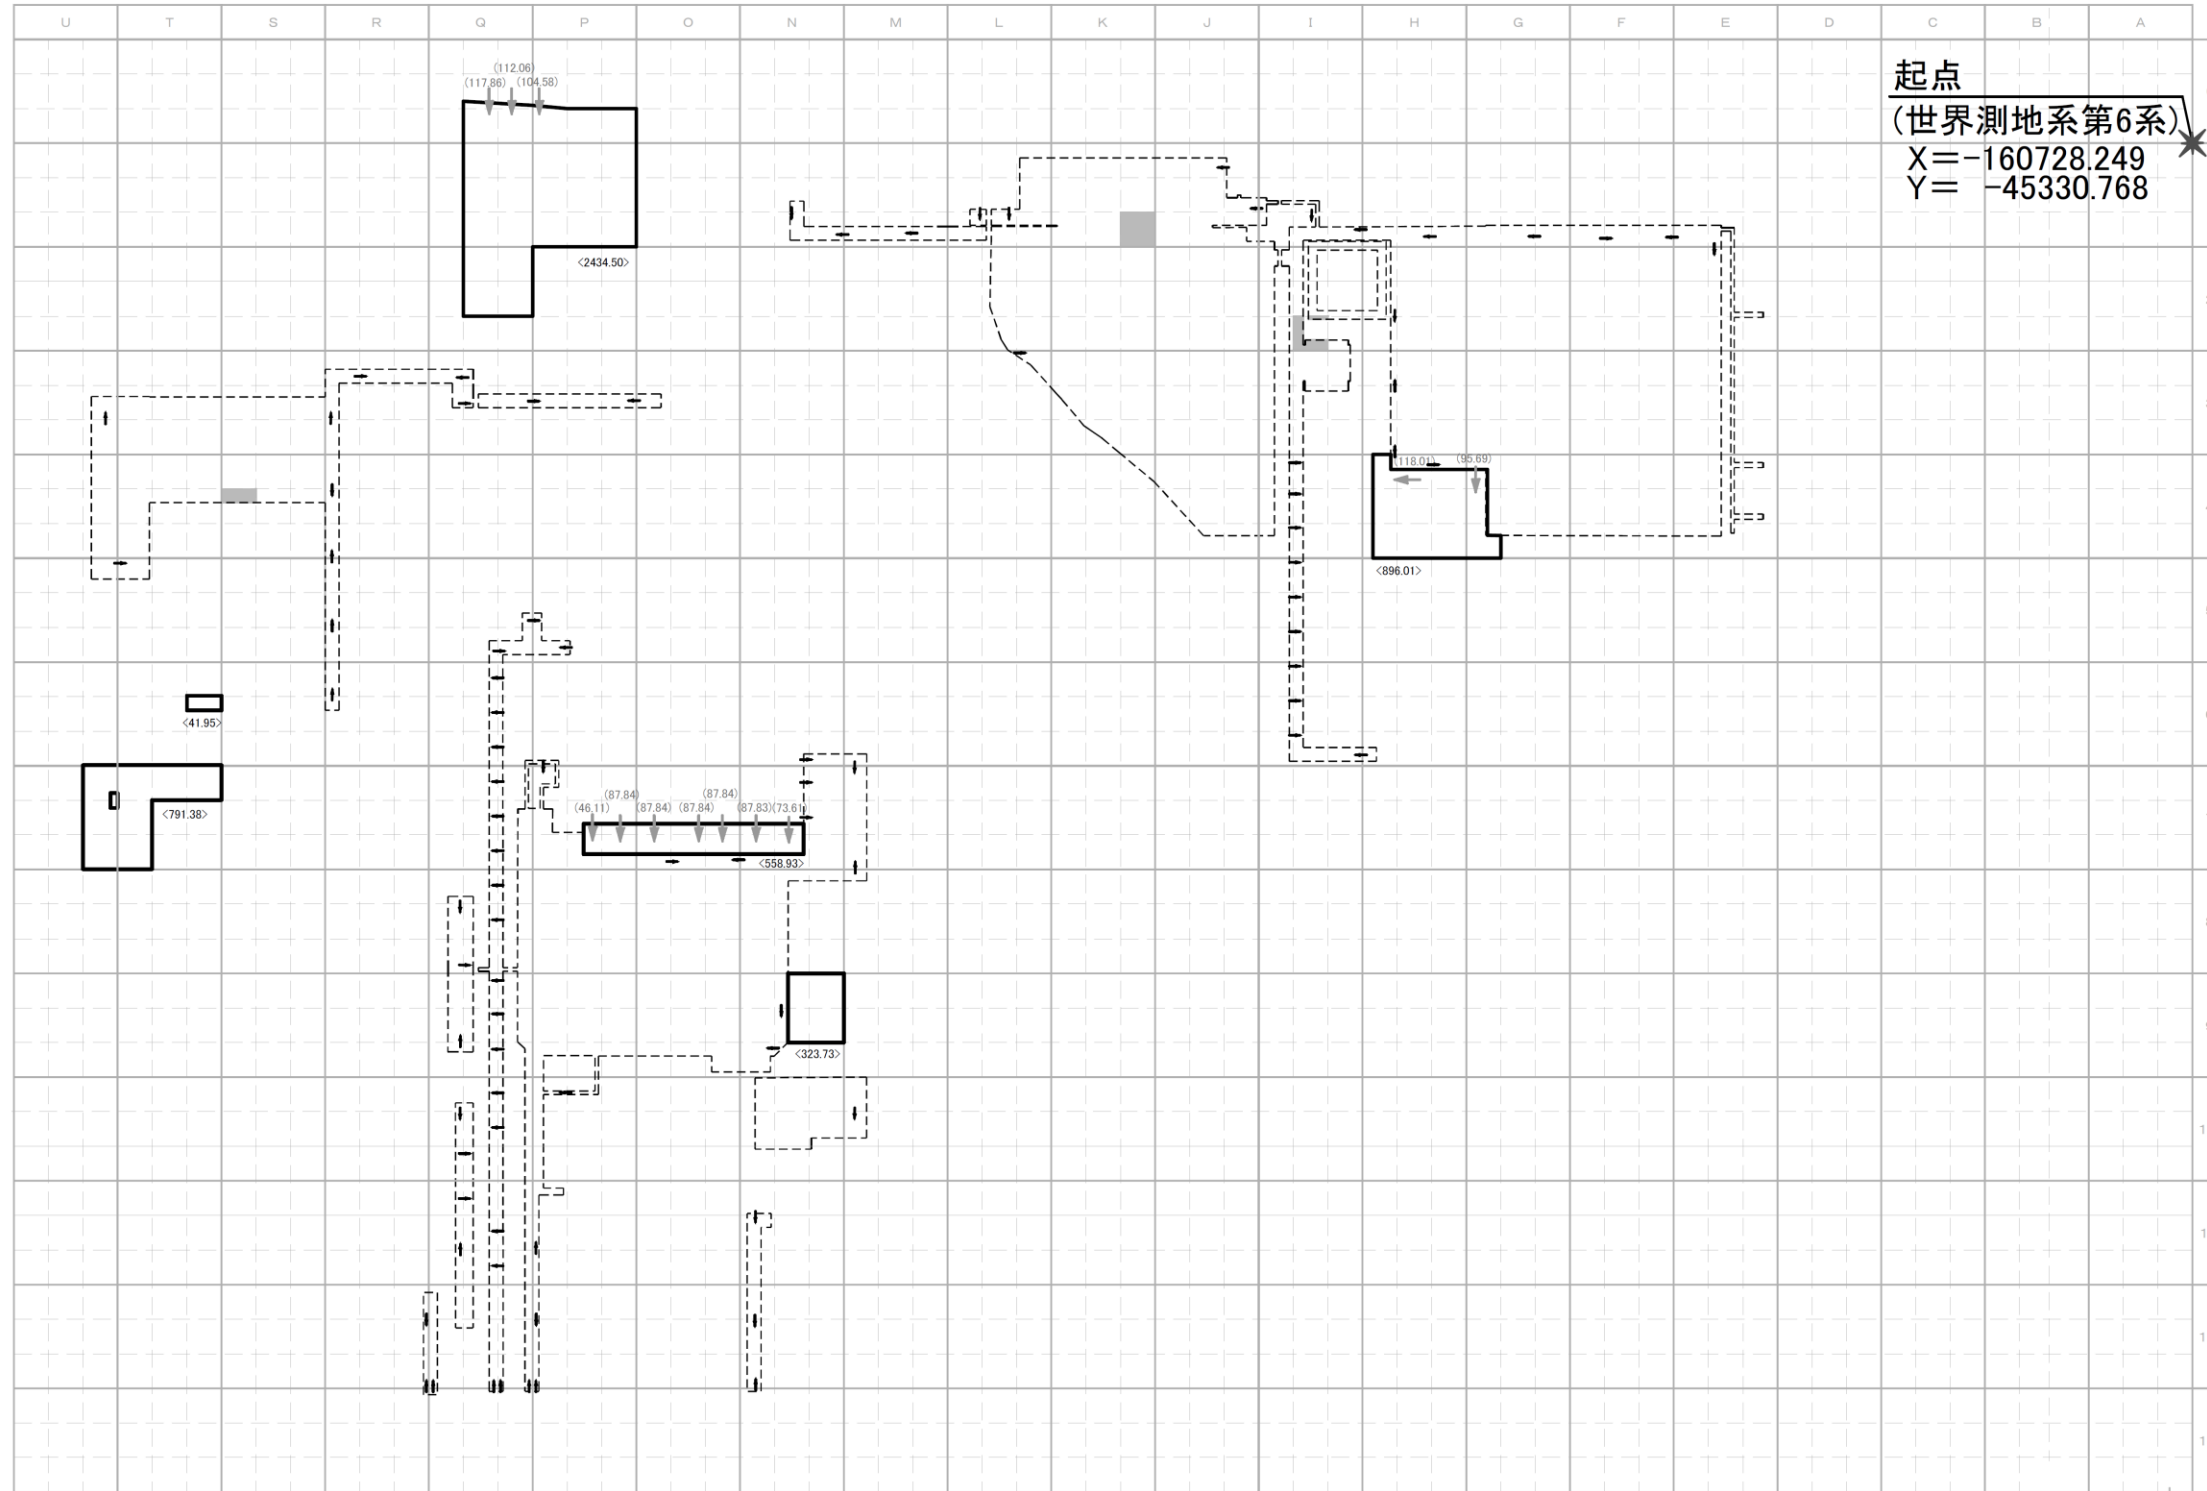 U T S R Q P O N M L K J I H G F E D C B A
起点
(世界測地系第6系)
X=-160728.249
Y= -45330.768
(112.06)
(117.86) (104.58)
<2434.50>
(118.01) (95.69)
<896.01>
<41.95>
(87.84) (87.84)
(46.11) (87.84) (87.84) (87.83) (73.61)
<791.38>
<558.93>
<323.73>